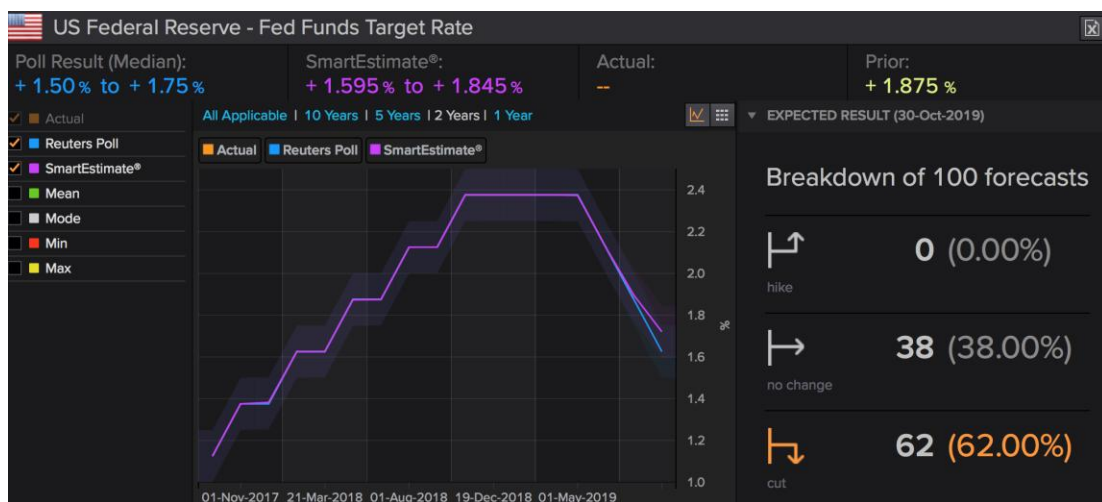 US Federal Reserve - Fed Funds Target Rate
Poll Result (Median):
+ 1.50 % to + 1.75 %
SmartEstimate®:
+ 1.595 % to + 1.845 %
Actual:
--
Prior:
+ 1.875 %
Actual
Reuters Poll
SmartEstimate®
Mean
Mode
Min
Max
All Applicable | 10 Years | 5 Years | 2 Years | 1 Year
Actual Reuters Poll SmartEstimate®
2.4
2.2
2.0
1.8
%
1.6
1.4
1.2
1.0
01-Nov-2017 21-Mar-2018 01-Aug-2018 19-Dec-2018 01-May-2019
EXPECTED RESULT (30-Oct-2019)
Breakdown of 100 forecasts
0 (0.00%)
hike
38 (38.00%)
no change
62 (62.00%)
cut